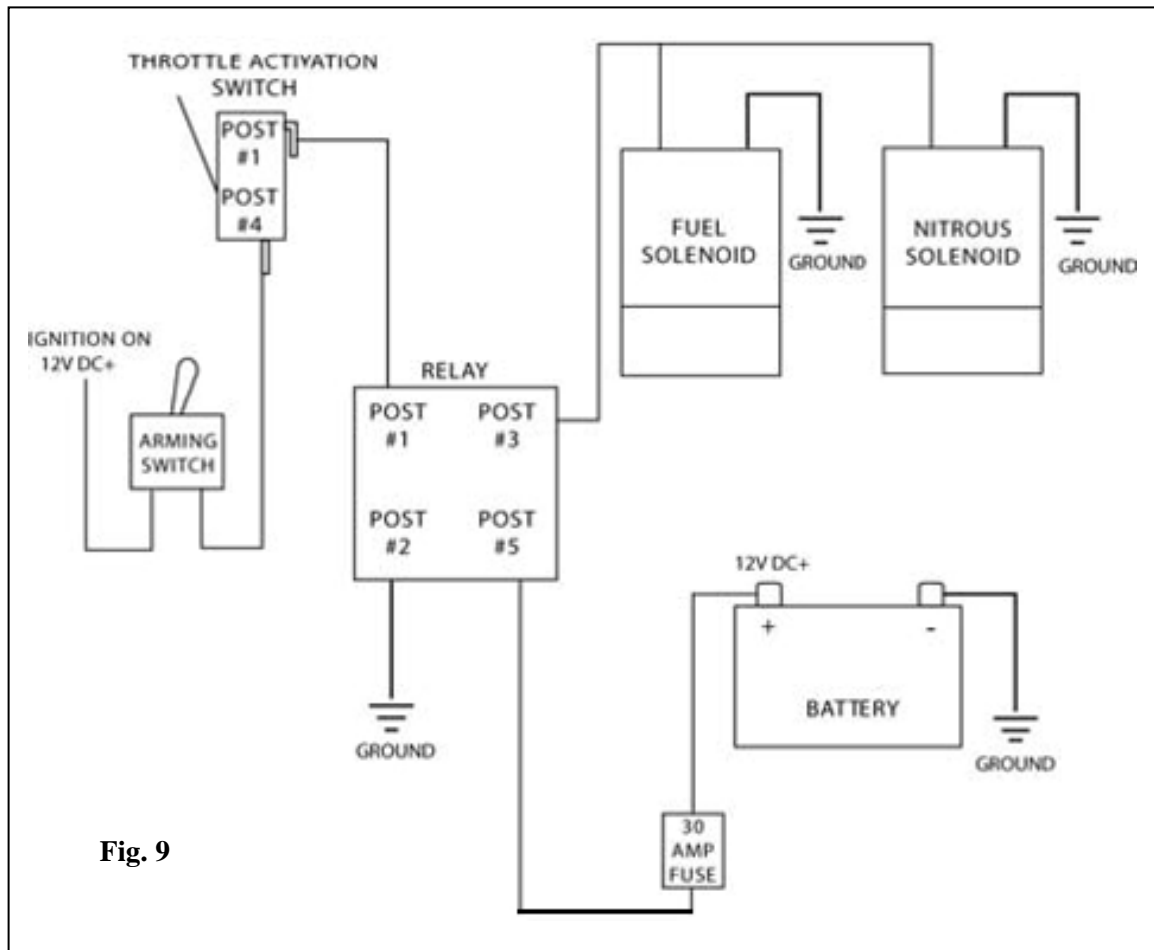 THROTTLE ACTIVATION
SWITCH
POST
#1
POST
#4
IGNITION ON
12V DC+
ARMING
SWITCH
RELAY
POST
#1
POST
#3
POST
#2
POST
#5
GROUND
FUEL
SOLENOID
GROUND
NITROUS
SOLENOID
GROUND
12V DC+
+
-
BATTERY
GROUND
30
AMP
FUSE
Fig. 9